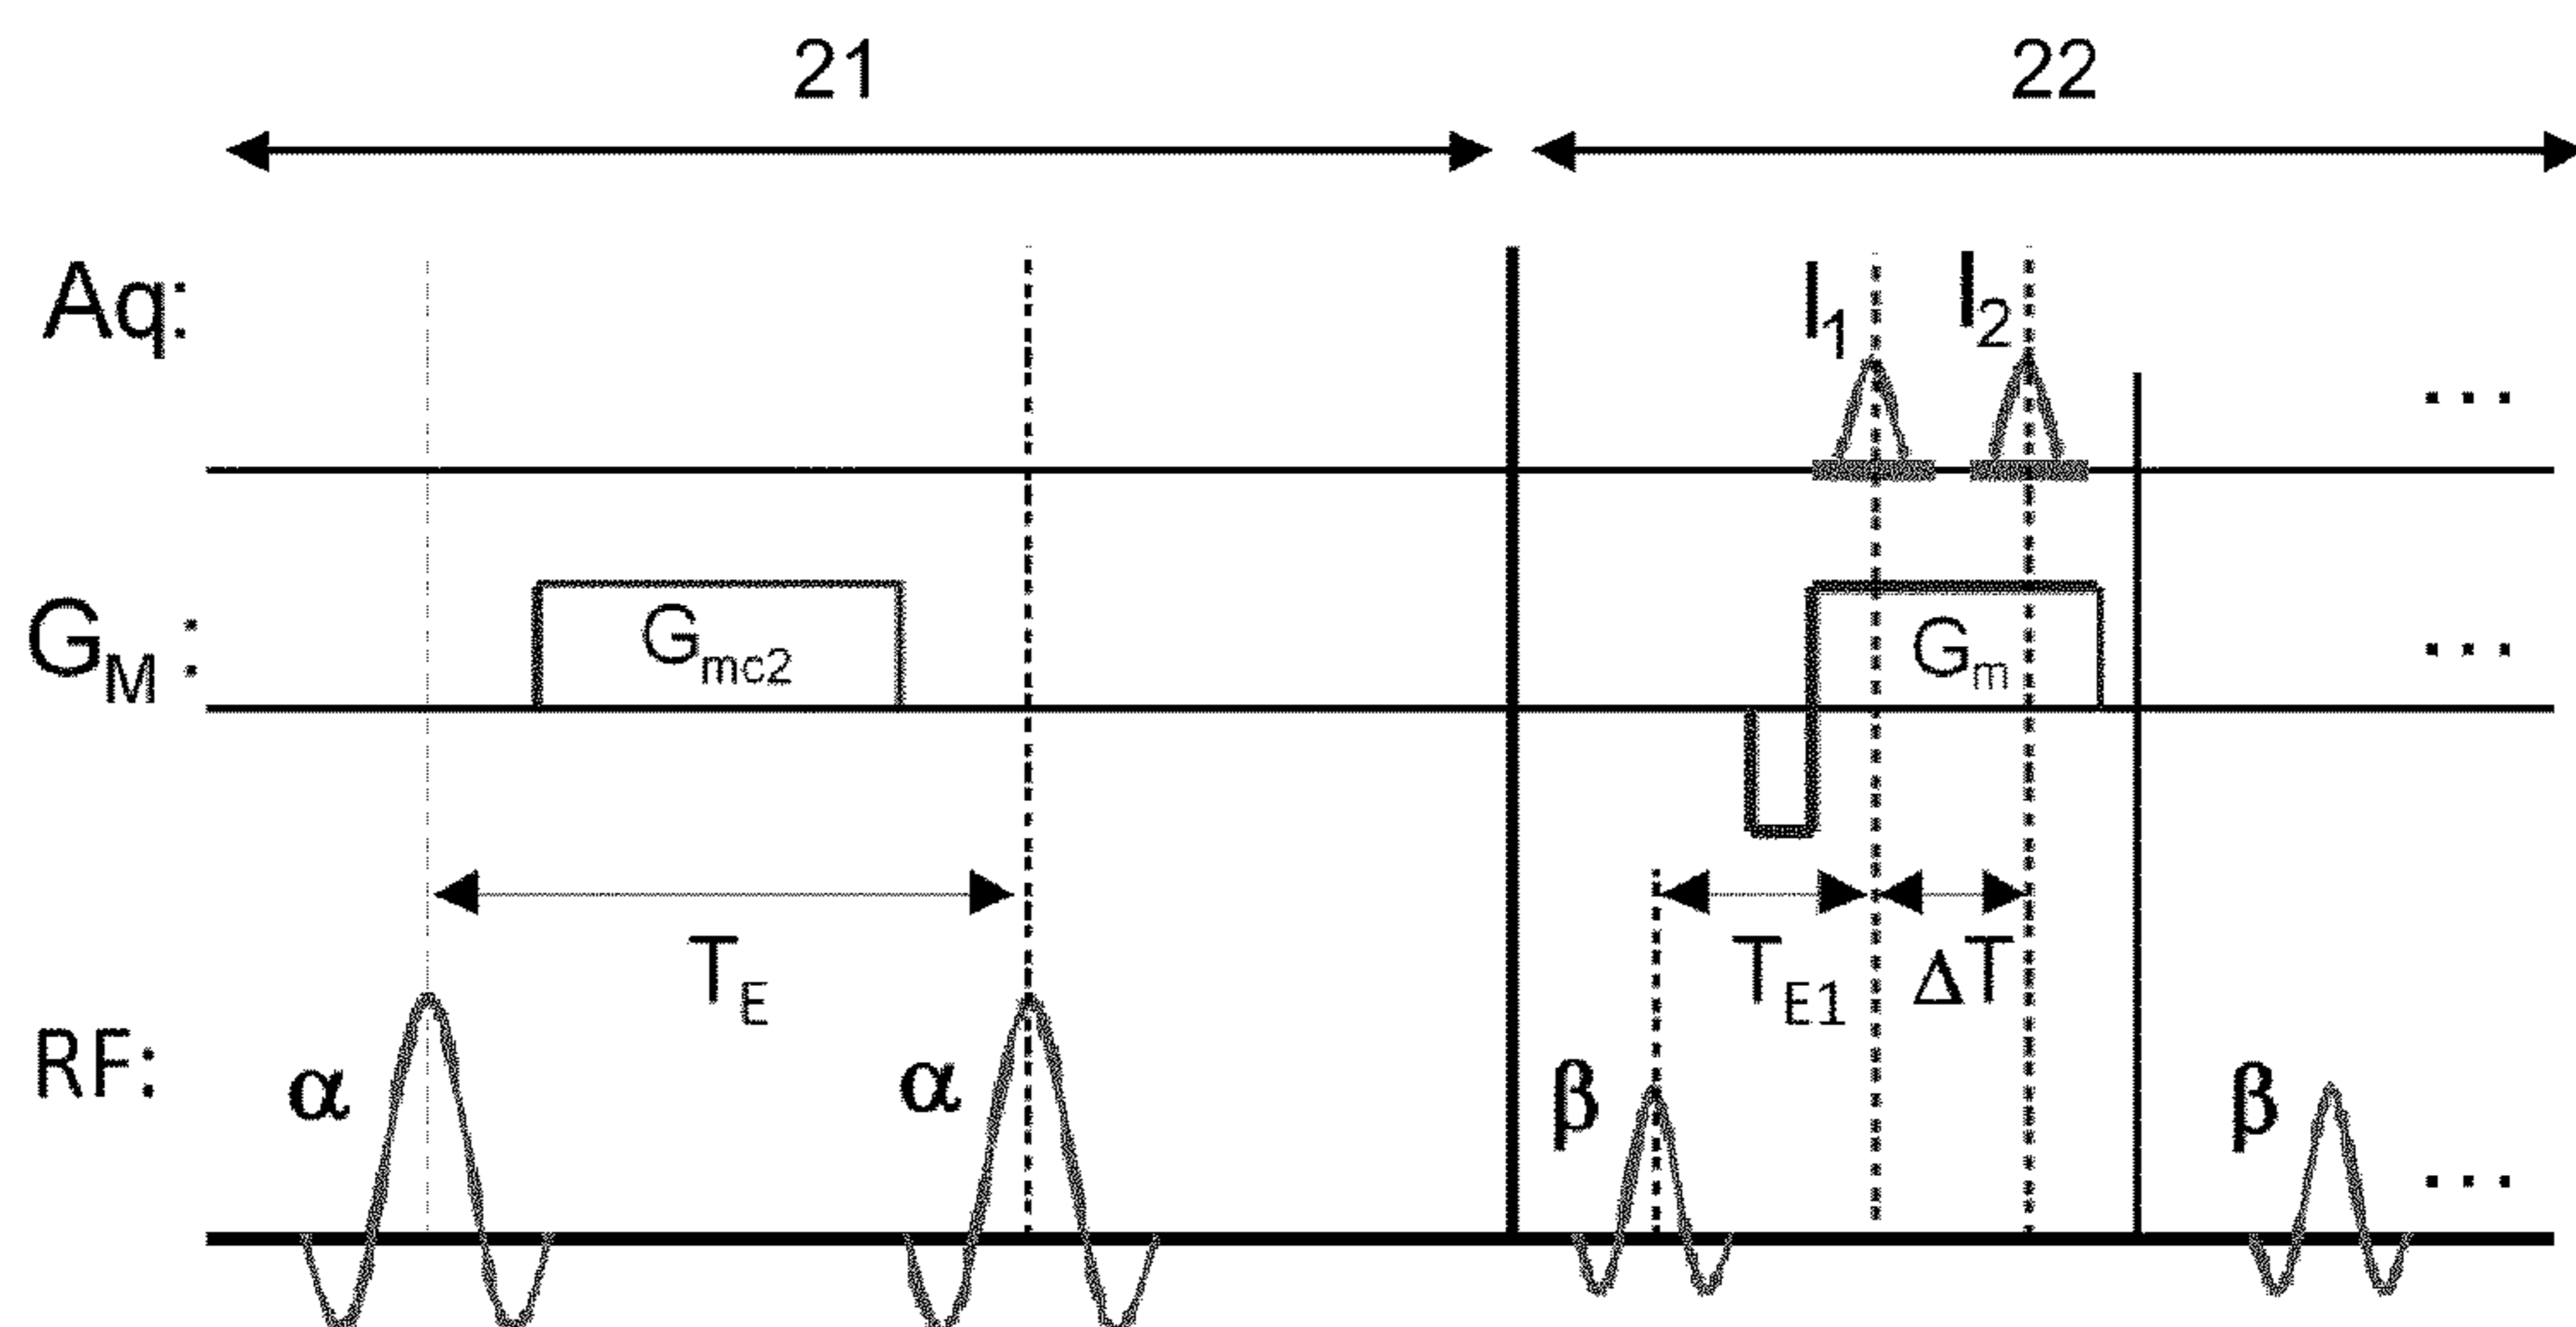 21 22
Aq: I1 I2 ...
GM : Gmc2 Gm ...
TE TE1 ΔT
RF: α α β β ...